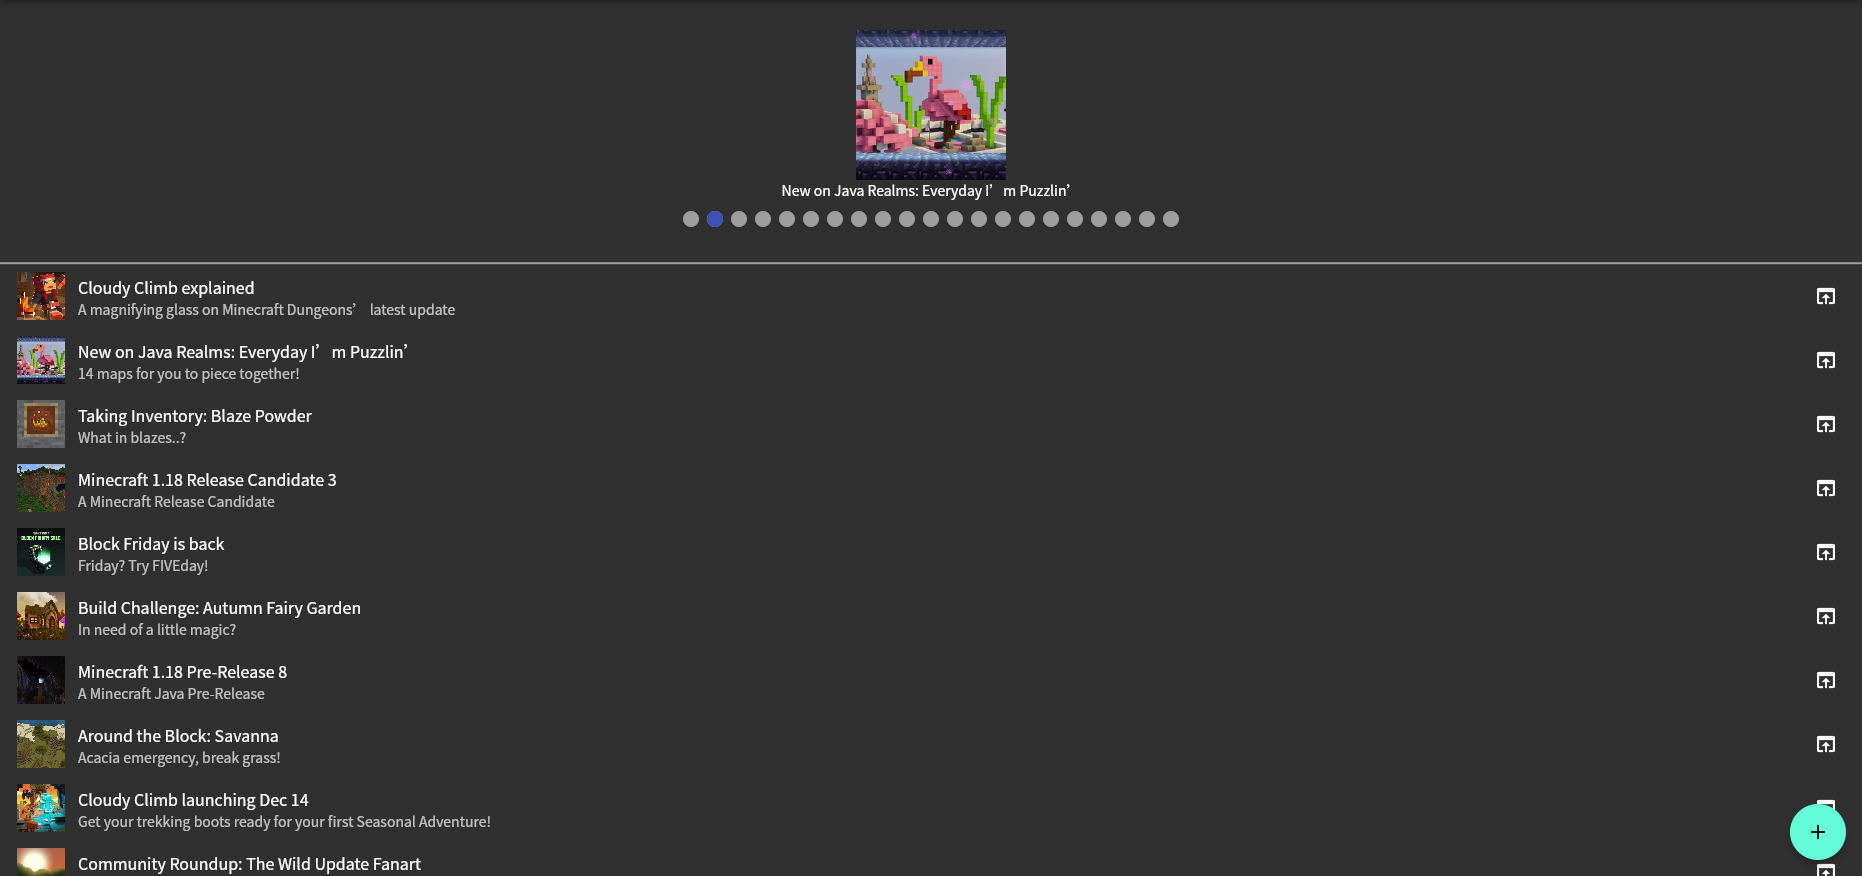 New on Java Realms: Everyday I’m Puzzlin’
Cloudy Climb explained
A magnifying glass on Minecraft Dungeons’ latest update
New on Java Realms: Everyday I’m Puzzlin’
14 maps for you to piece together!
Taking Inventory: Blaze Powder
What in blazes..?
Minecraft 1.18 Release Candidate 3
A Minecraft Release Candidate
Block Friday is back
Friday? Try FIVEday!
Build Challenge: Autumn Fairy Garden
In need of a little magic?
Minecraft 1.18 Pre-Release 8
A Minecraft Java Pre-Release
Around the Block: Savanna
Acacia emergency, break grass!
Cloudy Climb launching Dec 14
Get your trekking boots ready for your first Seasonal Adventure!
Community Roundup: The Wild Update Fanart